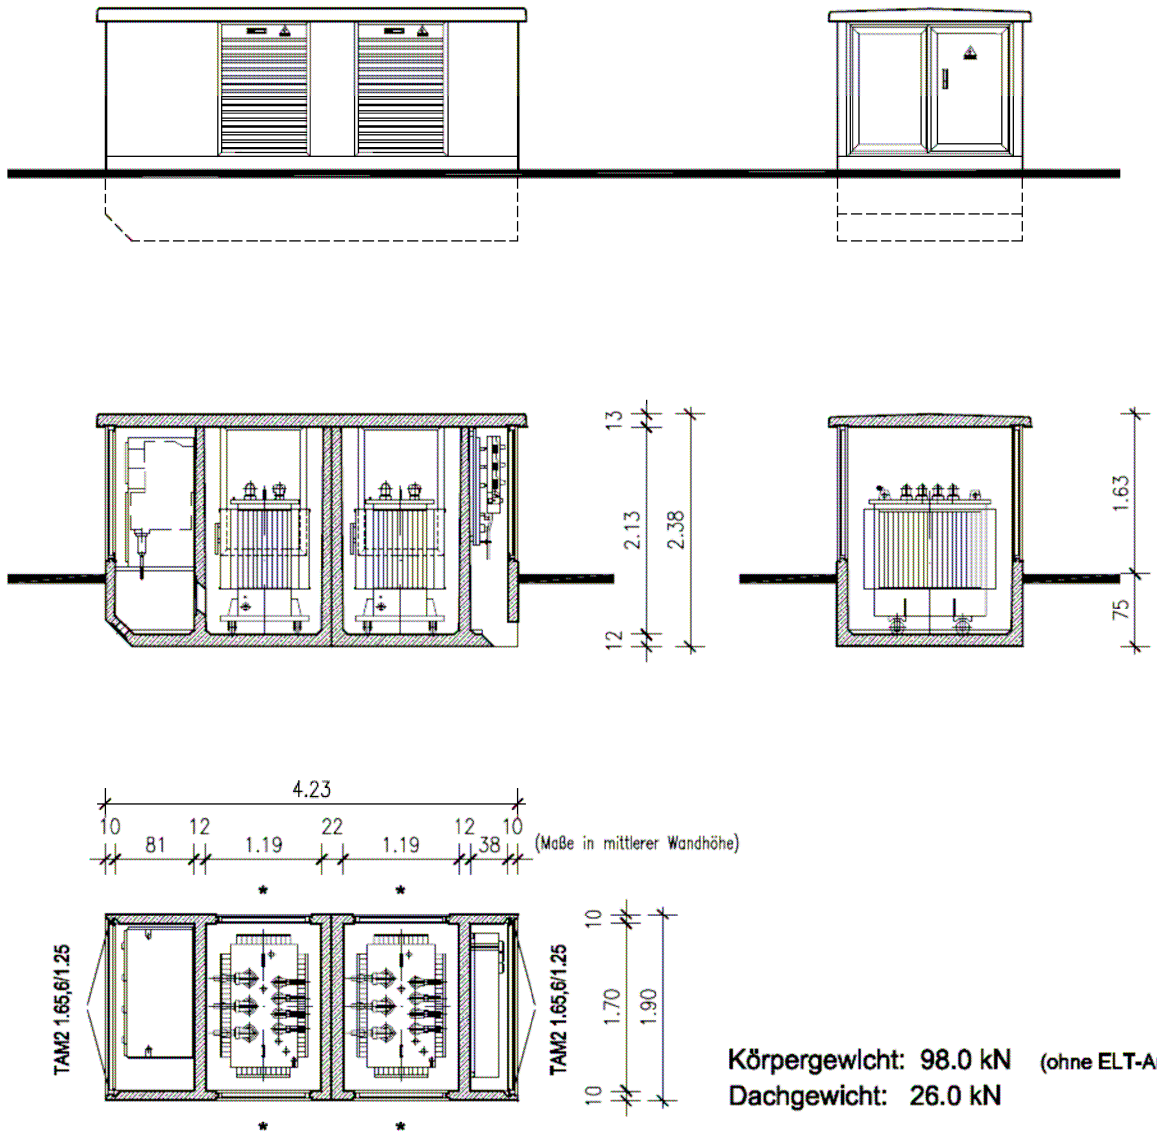 13
2.13
2.38
12
1.63
75
4.23
10 12 22 12 10
81 1.19 1.19 38 (Maße in mittlerer Wandhöhe)
* *
TAM2 1.65,6/1.25
TAM2 1.65,6/1.25
10
1.70
1.90
10
Körpergewicht: 98.0 kN (ohne ELT-A
Dachgewicht: 26.0 kN
* *